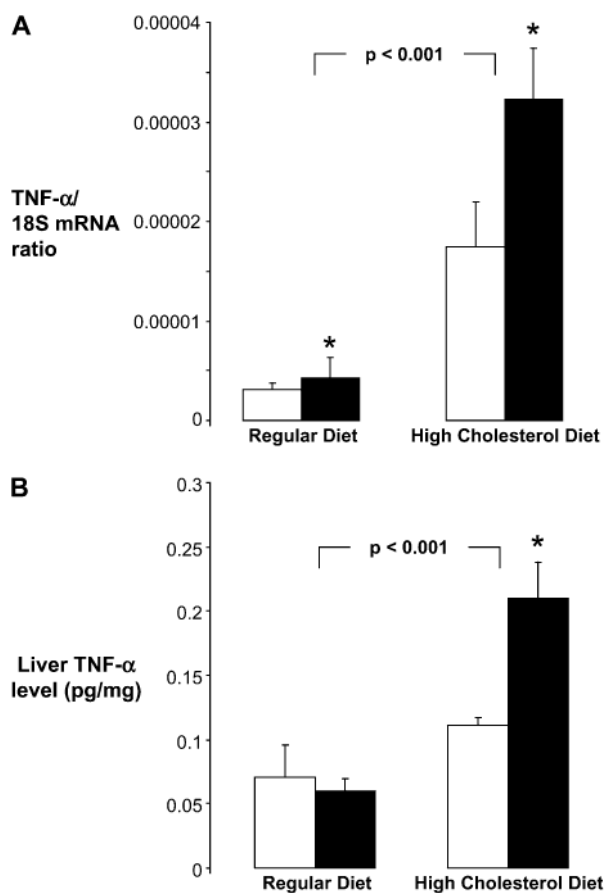 A
0.00004
*
p < 0.001
0.00003
TNF-α/
18S mRNA
ratio
0.00002
0.00001
*
0
Regular Diet
High Cholesterol Diet
B
0.3
*
0.25
p < 0.001
0.2
Liver TNF-α
level (pg/mg)
0.15
0.1
0.05
0
Regular Diet
High Cholesterol Diet